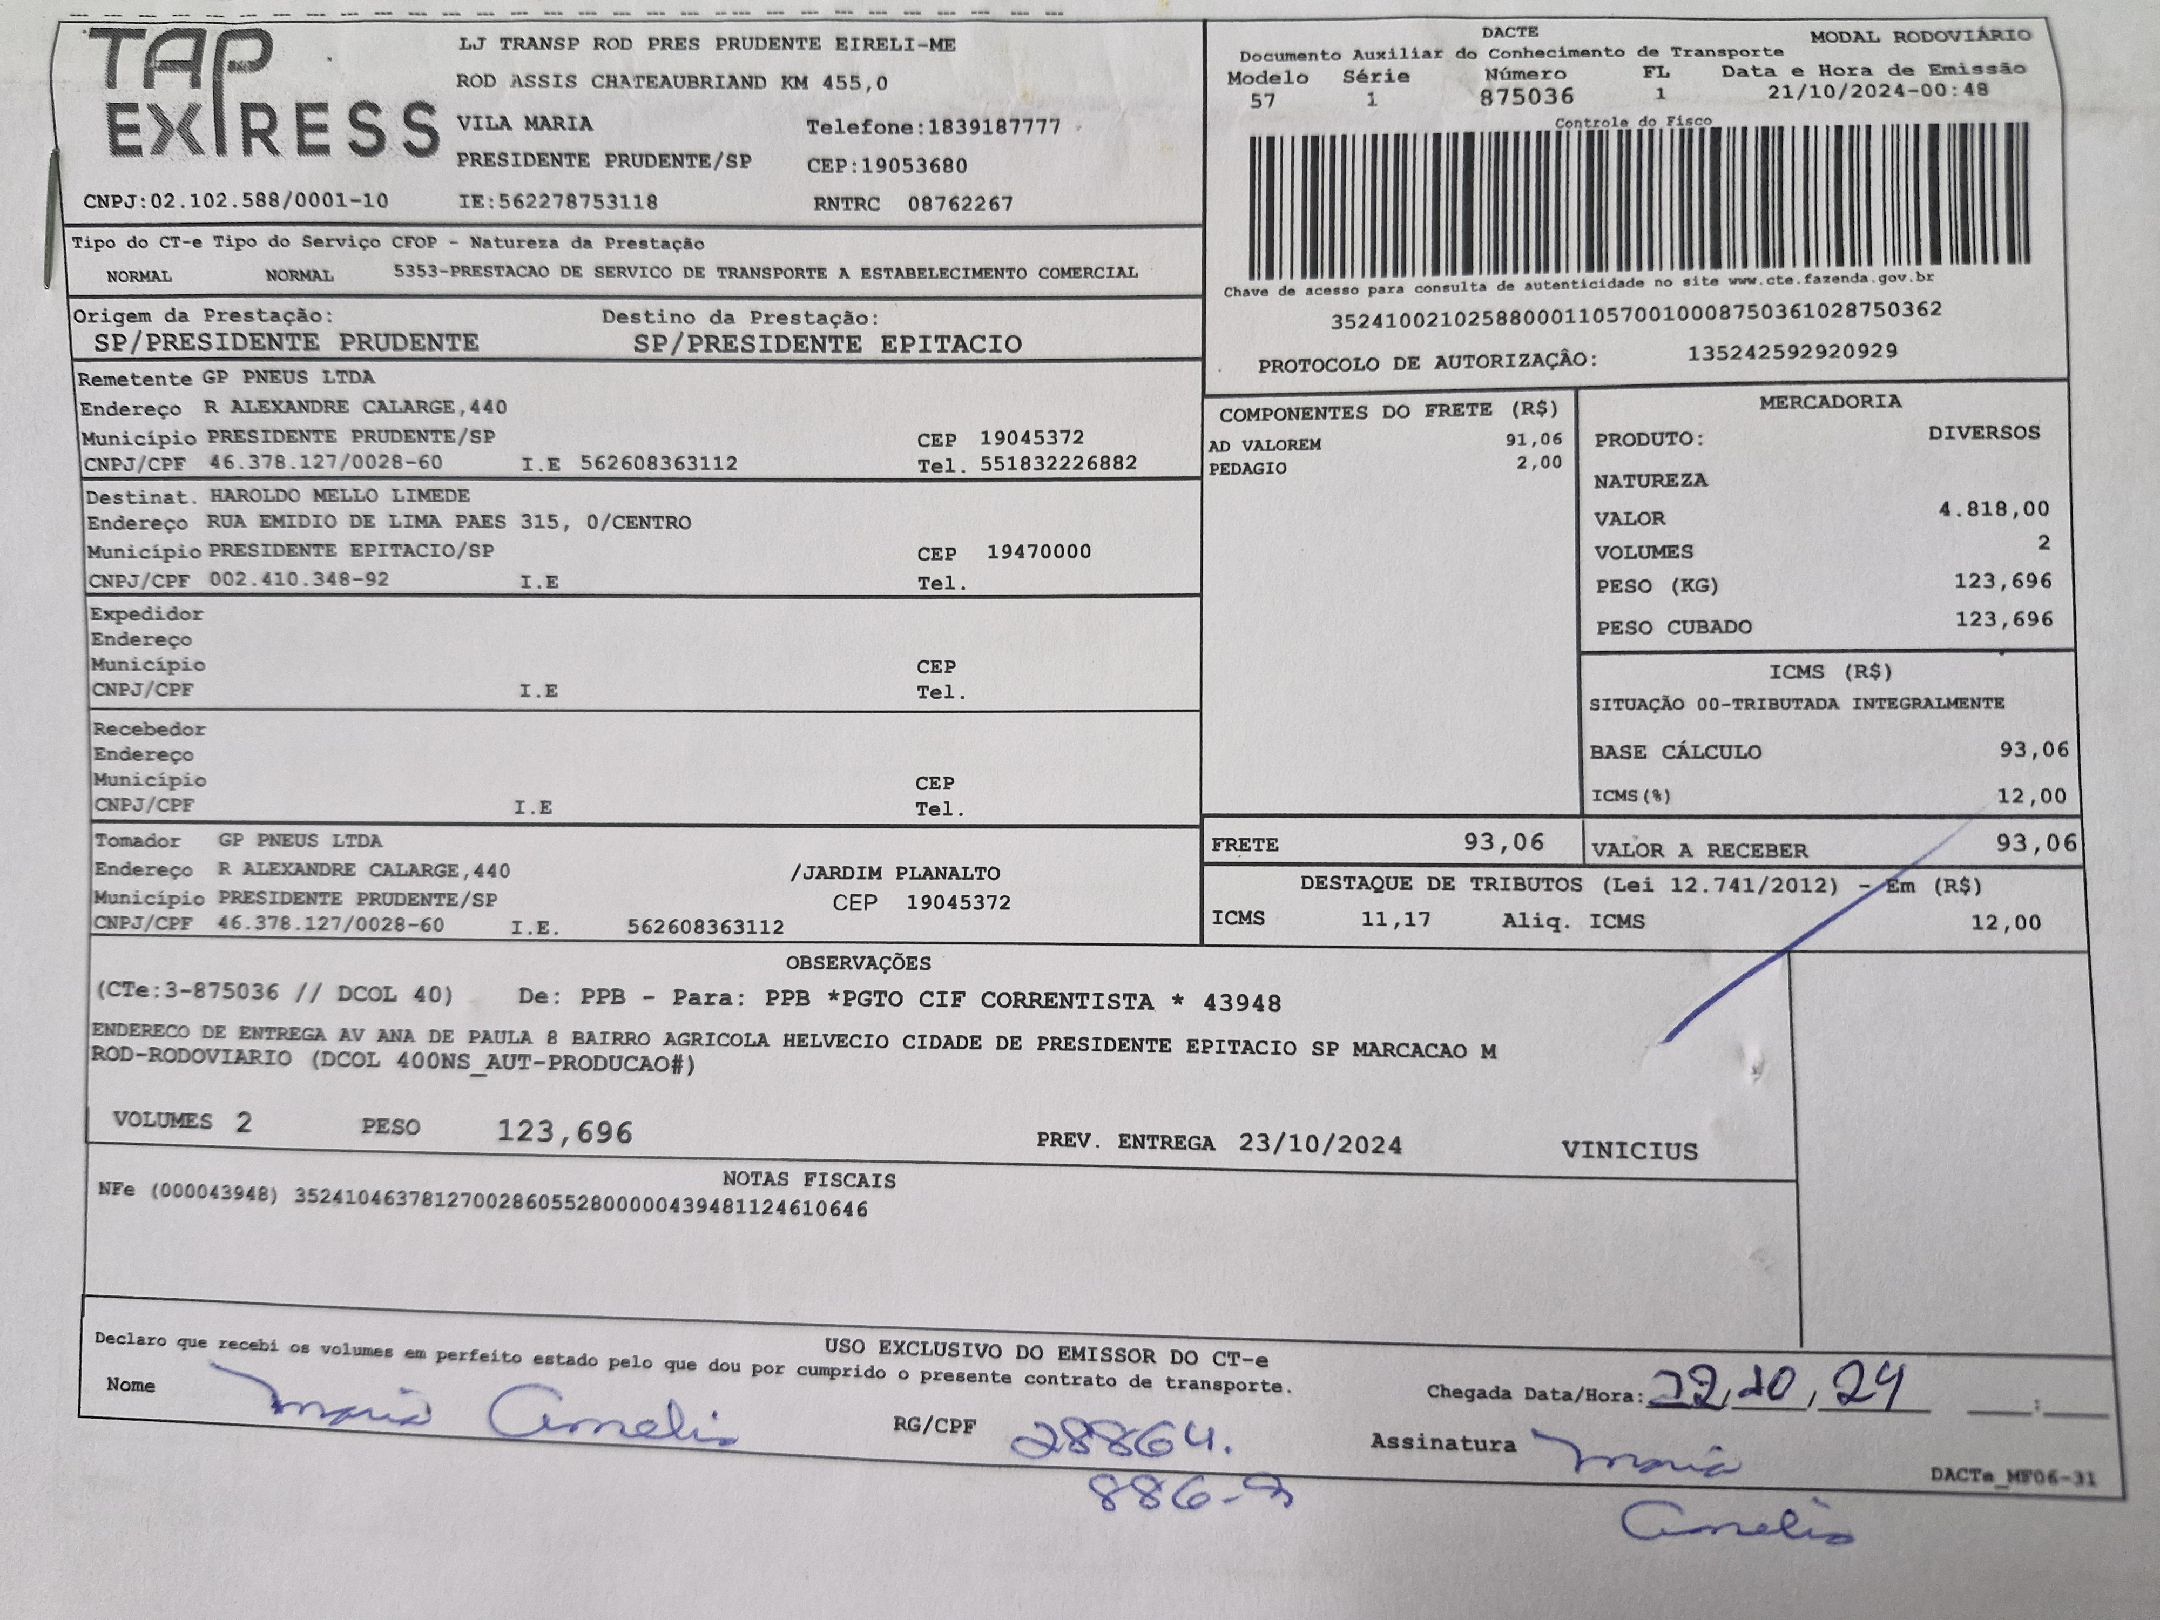 TAP EXPRESS
LJ TRANSP ROD PRES PRUDENTE EIRELI-ME
ROD ASSIS CHATEAUBRIAND KM 455,0
VILA MARIA Telefone:1839187777
PRESIDENTE PRUDENTE/SP CEP:19053680
CNPJ:02.102.588/0001-10 IE:562278753118 RNTRC 08762267
DACTE MODAL RODOVIÁRIO
Documento Auxiliar do Conhecimento de Transporte
Modelo Série Número FL Data e Hora de Emissão
57 1 875036 1 21/10/2024-00:48
Controle do Fisco
Chave de acesso para consulta de autenticidade no site www.cte.fazenda.gov.br
35241002102588000110570010008750361028750362
PROTOCOLO DE AUTORIZAÇÃO: 135242592920929
Tipo do CT-e Tipo do Serviço CFOP - Natureza da Prestação
NORMAL NORMAL 5353-PRESTACAO DE SERVICO DE TRANSPORTE A ESTABELECIMENTO COMERCIAL
Origem da Prestação: Destino da Prestação:
SP/PRESIDENTE PRUDENTE SP/PRESIDENTE EPITACIO
Remetente GP PNEUS LTDA
Endereço R ALEXANDRE CALARGE,440
Município PRESIDENTE PRUDENTE/SP CEP 19045372
CNPJ/CPF 46.378.127/0028-60 I.E 562608363112 Tel. 551832226882
Destinat. HAROLDO MELLO LIMEDE
Endereço RUA EMIDIO DE LIMA PAES 315, 0/CENTRO
Município PRESIDENTE EPITACIO/SP CEP 19470000
CNPJ/CPF 002.410.348-92 I.E Tel.
Expedidor
Endereço
Município CEP
CNPJ/CPF I.E Tel.
Recebedor
Endereço
Município CEP
CNPJ/CPF I.E Tel.
Tomador GP PNEUS LTDA
Endereço R ALEXANDRE CALARGE,440 /JARDIM PLANALTO
Município PRESIDENTE PRUDENTE/SP CEP 19045372
CNPJ/CPF 46.378.127/0028-60 I.E. 562608363112
COMPONENTES DO FRETE (R$)
AD VALOREM 91,06
PEDAGIO 2,00
MERCADORIA
PRODUTO: DIVERSOS
NATUREZA
VALOR 4.818,00
VOLUMES 2
PESO (KG) 123,696
PESO CUBADO 123,696
ICMS (R$)
SITUAÇÃO 00-TRIBUTADA INTEGRALMENTE
BASE CÁLCULO 93,06
ICMS(%) 12,00
FRETE 93,06 VALOR A RECEBER 93,06
DESTAQUE DE TRIBUTOS (Lei 12.741/2012) - Em (R$)
ICMS 11,17 Aliq. ICMS 12,00
OBSERVAÇÕES
(CTe:3-875036 // DCOL 40) De: PPB - Para: PPB *PGTO CIF CORRENTISTA * 43948
ENDERECO DE ENTREGA AV ANA DE PAULA 8 BAIRRO AGRICOLA HELVECIO CIDADE DE PRESIDENTE EPITACIO SP MARCACAO M
ROD-RODOVIARIO (DCOL 400NS_AUT-PRODUCAO#)
VOLUMES 2 PESO 123,696 PREV. ENTREGA 23/10/2024 VINICIUS
NOTAS FISCAIS
NFe (000043948) 35241046378127002860552800000439481124610646
USO EXCLUSIVO DO EMISSOR DO CT-e
Declaro que recebi os volumes em perfeito estado pelo que dou por cumprido o presente contrato de transporte.
Nome Maria Amelia RG/CPF 28864. Chegada Data/Hora: 22,10,24 :
886- Assinatura Maria
Amelia
DACTe_MF06-31